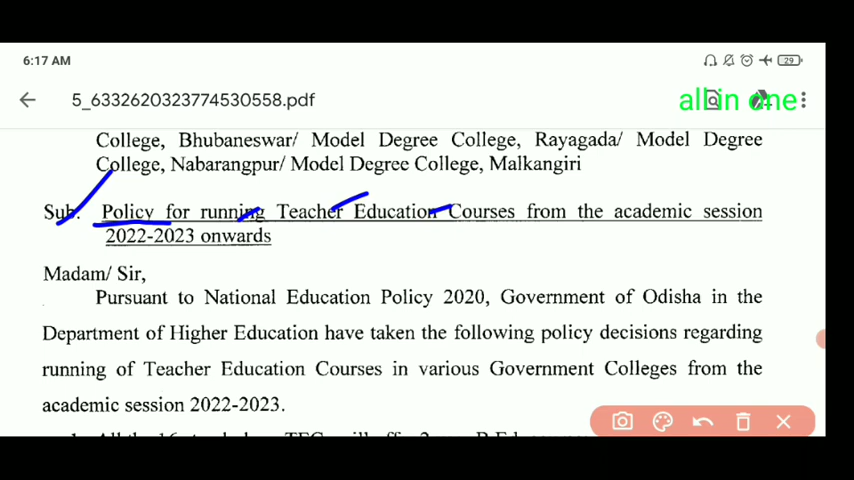 6:17 AM
29
5_6332620323774530558.pdf
all in one
College, Bhubaneswar/ Model Degree College, Rayagada/ Model Degree
College, Nabarangpur/ Model Degree College, Malkangiri
Sub: Policy for running Teacher Education Courses from the academic session
2022-2023 onwards
Madam/ Sir,
Pursuant to National Education Policy 2020, Government of Odisha in the
Department of Higher Education have taken the following policy decisions regarding
running of Teacher Education Courses in various Government Colleges from the
academic session 2022-2023.